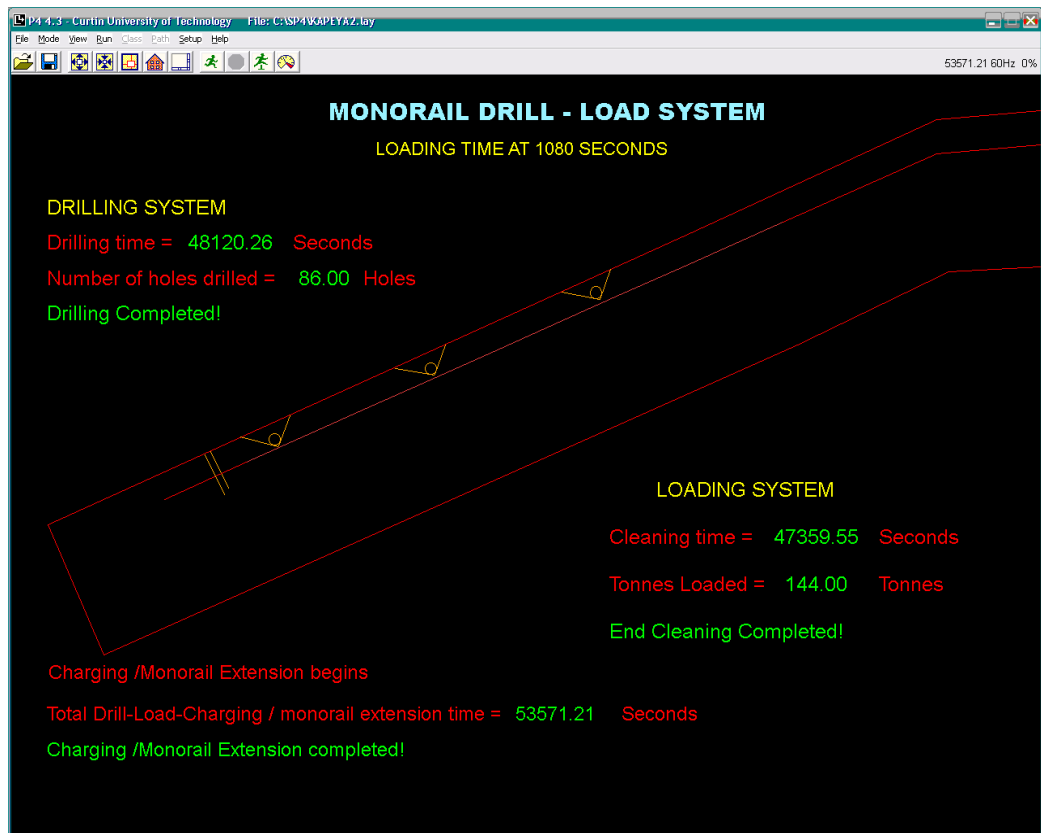 P4 4.3 - Curtin University of Technology File: C:\SP4\KAPEYA2.lay
File Mode View Run Class Path Setup Help
53571.21 60Hz 0%
MONORAIL DRILL - LOAD SYSTEM
LOADING TIME AT 1080 SECONDS
DRILLING SYSTEM
Drilling time = 48120.26 Seconds
Number of holes drilled = 86.00 Holes
Drilling Completed!
LOADING SYSTEM
Cleaning time = 47359.55 Seconds
Tonnes Loaded = 144.00 Tonnes
End Cleaning Completed!
Charging /Monorail Extension begins
Total Drill-Load-Charging / monorail extension time = 53571.21 Seconds
Charging /Monorail Extension completed!